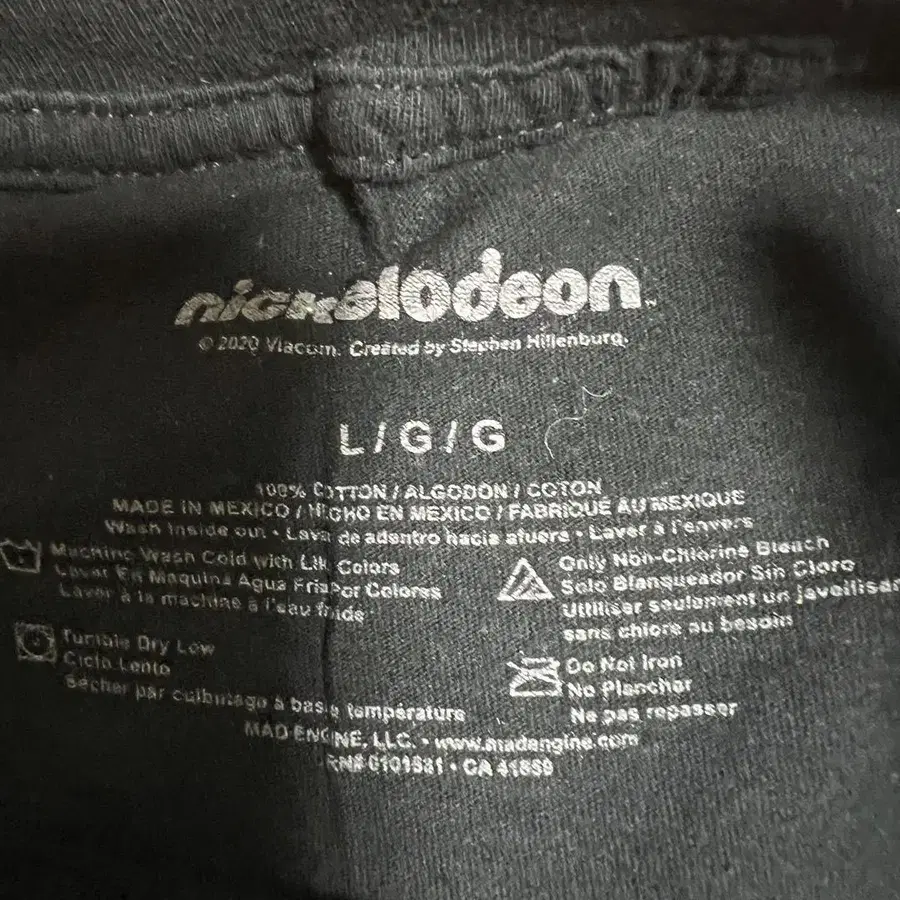 nickelodeon™
© 2020 Viacom. Created by Stephen Hillenburg.
L / G / G
100% COTTON / ALGODON / COTON
MADE IN MEXICO / HECHO EN MEXICO / FABRIQUÉ AU MEXIQUE
Wash inside out • Lave de adentro hacia afuera • Laver à l'envers
Machine Wash Cold with Like Colors
Lavar En Maquina Agua Fria Por Colores
Laver à la machine à l'eau froide
Only Non-Chlorine Bleach
Solo Blanqueador Sin Cloro
Utiliser seulement un javellisant
sans chlore au besoin
Tumble Dry Low
Ciclo Lento
Sécher par culbutage à basse température
Do Not Iron
No Planchar
Ne pas repasser
MAD ENGINE, LLC. • www.madengine.com
RN# 0101881 • CA 41859